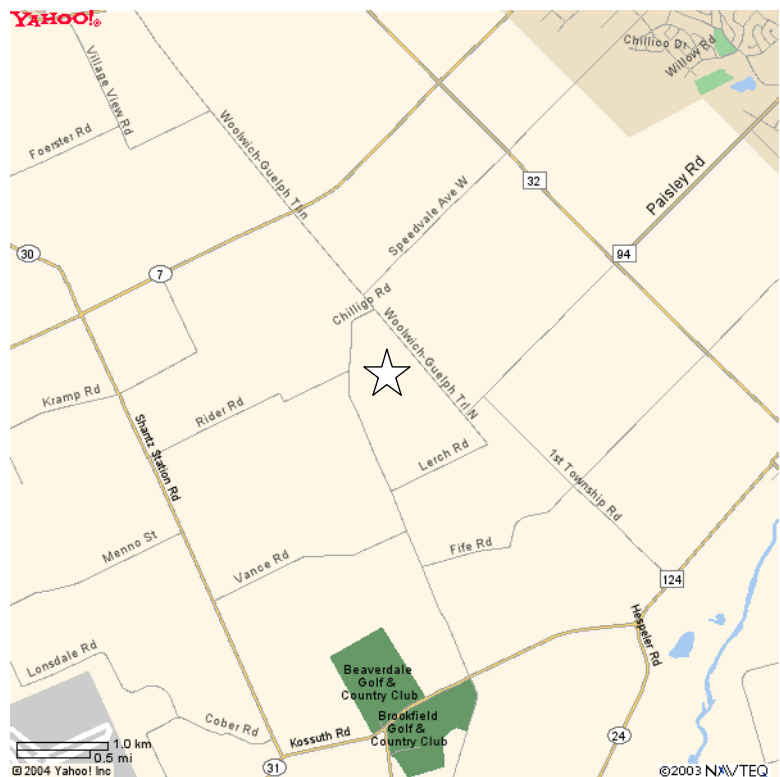 YAHOO!®
Village View Rd
Foerster Rd
Chillico Dr
Willow Rd
Woolwich-Guelph Tlln
32
Paisley Rd
Speedvale Ave W
94
30
7
Chilligo Rd
Woolwich-Guelph Trl N
Kramp Rd
Rider Rd
Shantz Station Rd
Lerch Rd
1st Township Rd
Menno St
Vance Rd
Fife Rd
124
Hespeler Rd
Lonsdale Rd
Beaverdale
Golf &
Country Club
Brookfield
Golf &
Country Club
Cober Rd
Kossuth Rd
24
31
1.0 km
0.5 mi
©2004 Yahoo! Inc
©2003 NAVTEQ